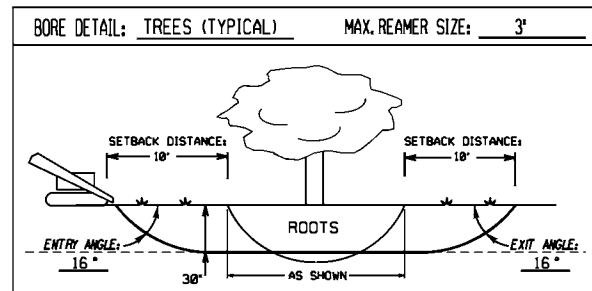 BORE DETAIL: TREES (TYPICAL) MAX. REAMER SIZE: 3"
SETBACK DISTANCE: SETBACK DISTANCE:
10' 10'
ROOTS
ENTRY ANGLE: EXIT ANGLE:
16° 30" AS SHOWN 16°